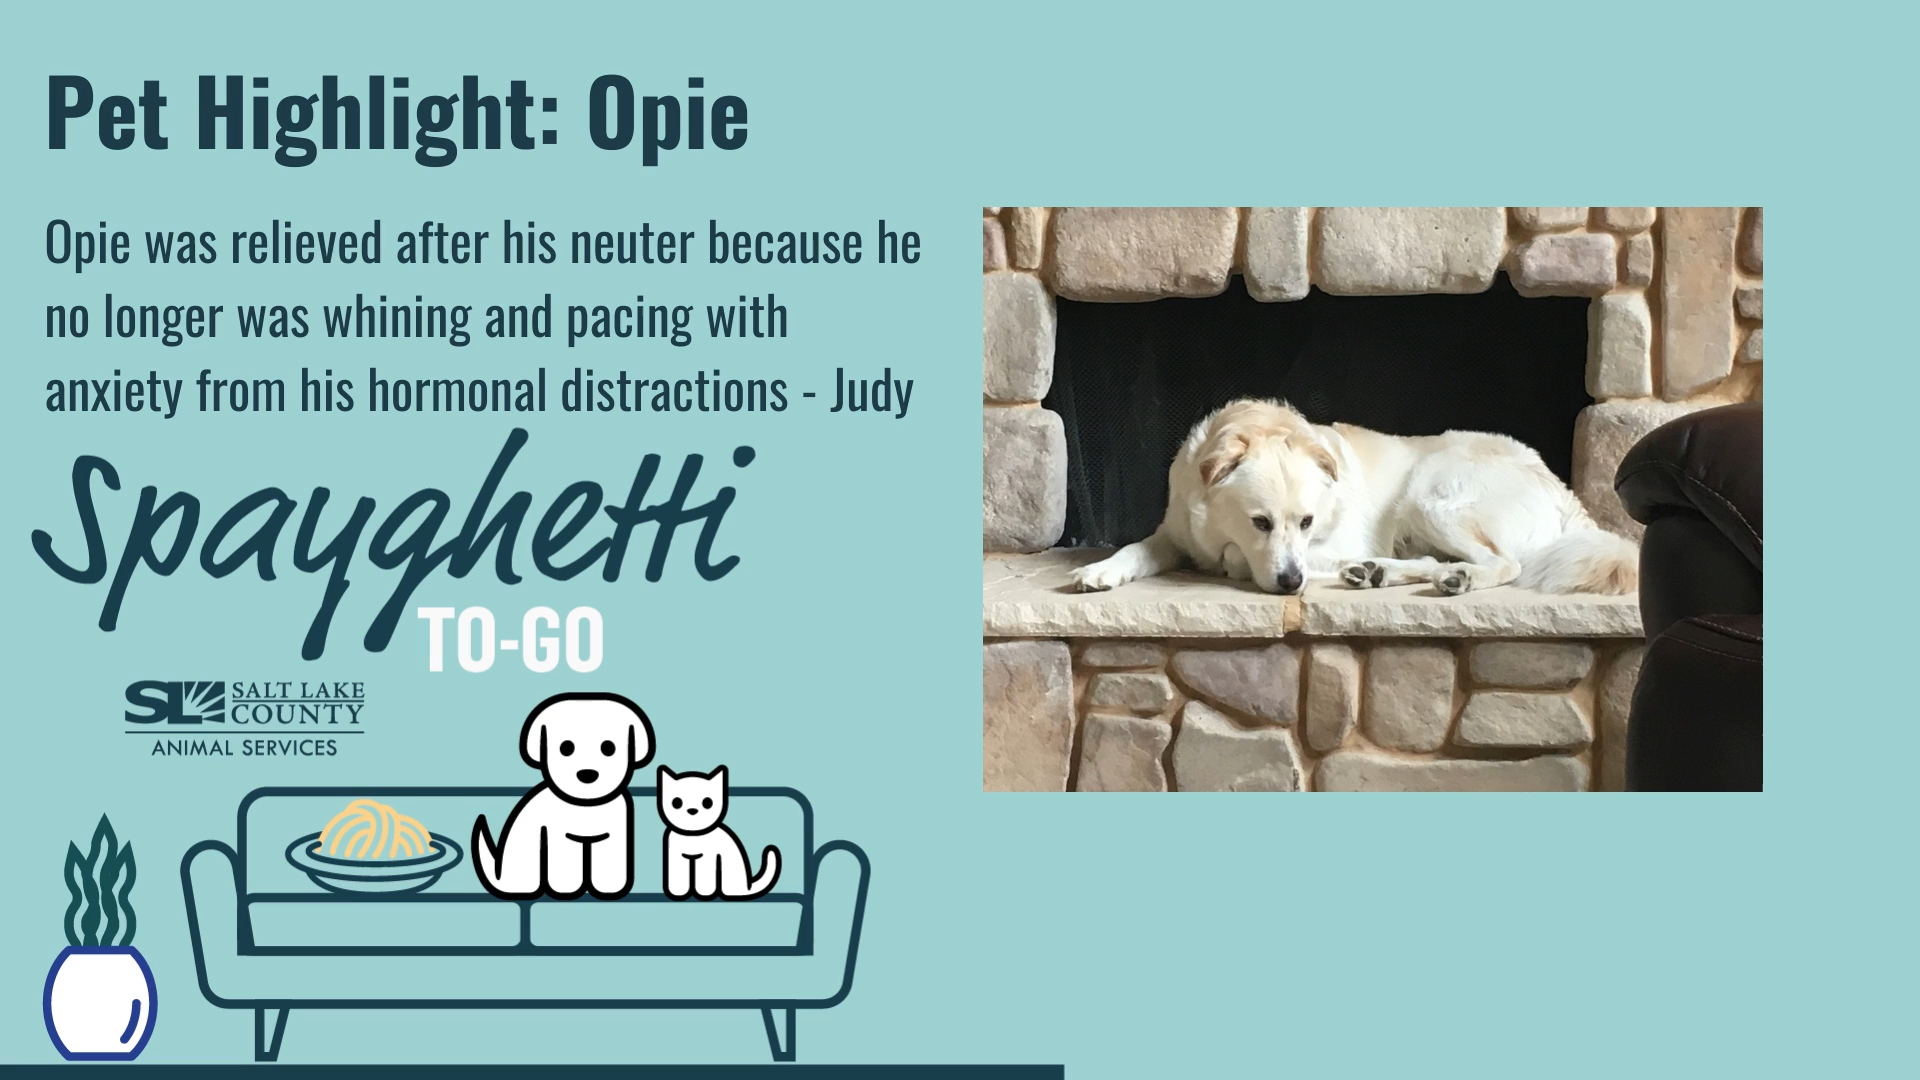 Pet Highlight: Opie
Opie was relieved after his neuter because he
no longer was whining and pacing with
anxiety from his hormonal distractions - Judy
Spayghetti
TO-GO
SL
SALT LAKE
COUNTY
ANIMAL SERVICES